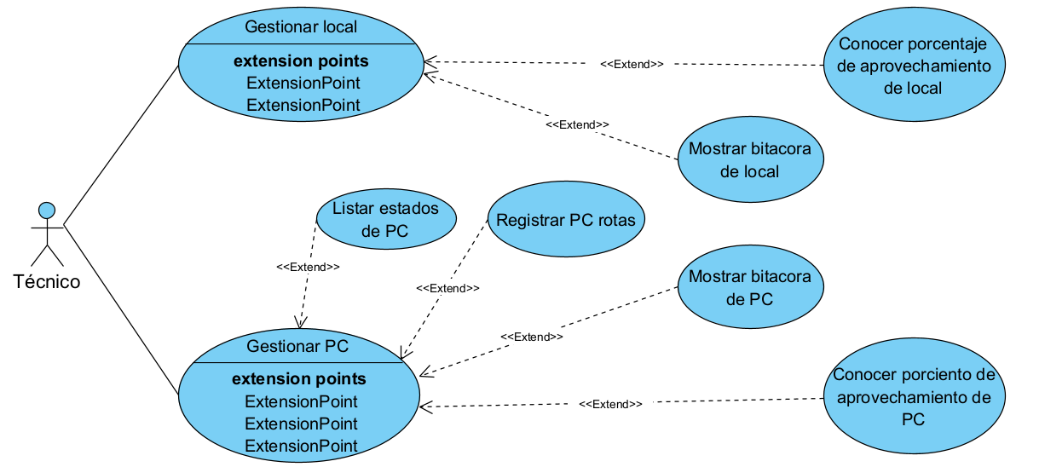 Gestionar local
extension points
ExtensionPoint
ExtensionPoint
<<Extend>>
Conocer porcentaje
de aprovechamiento
de local
<<Extend>>
Mostrar bitacora
de local
Listar estados
de PC
Registrar PC rotas
Técnico
<<Extend>>
<<Extend>>
Mostrar bitacora
de PC
<<Extend>>
Gestionar PC
extension points
ExtensionPoint
ExtensionPoint
ExtensionPoint
<<Extend>>
Conocer porciento de
aprovechamiento de
PC